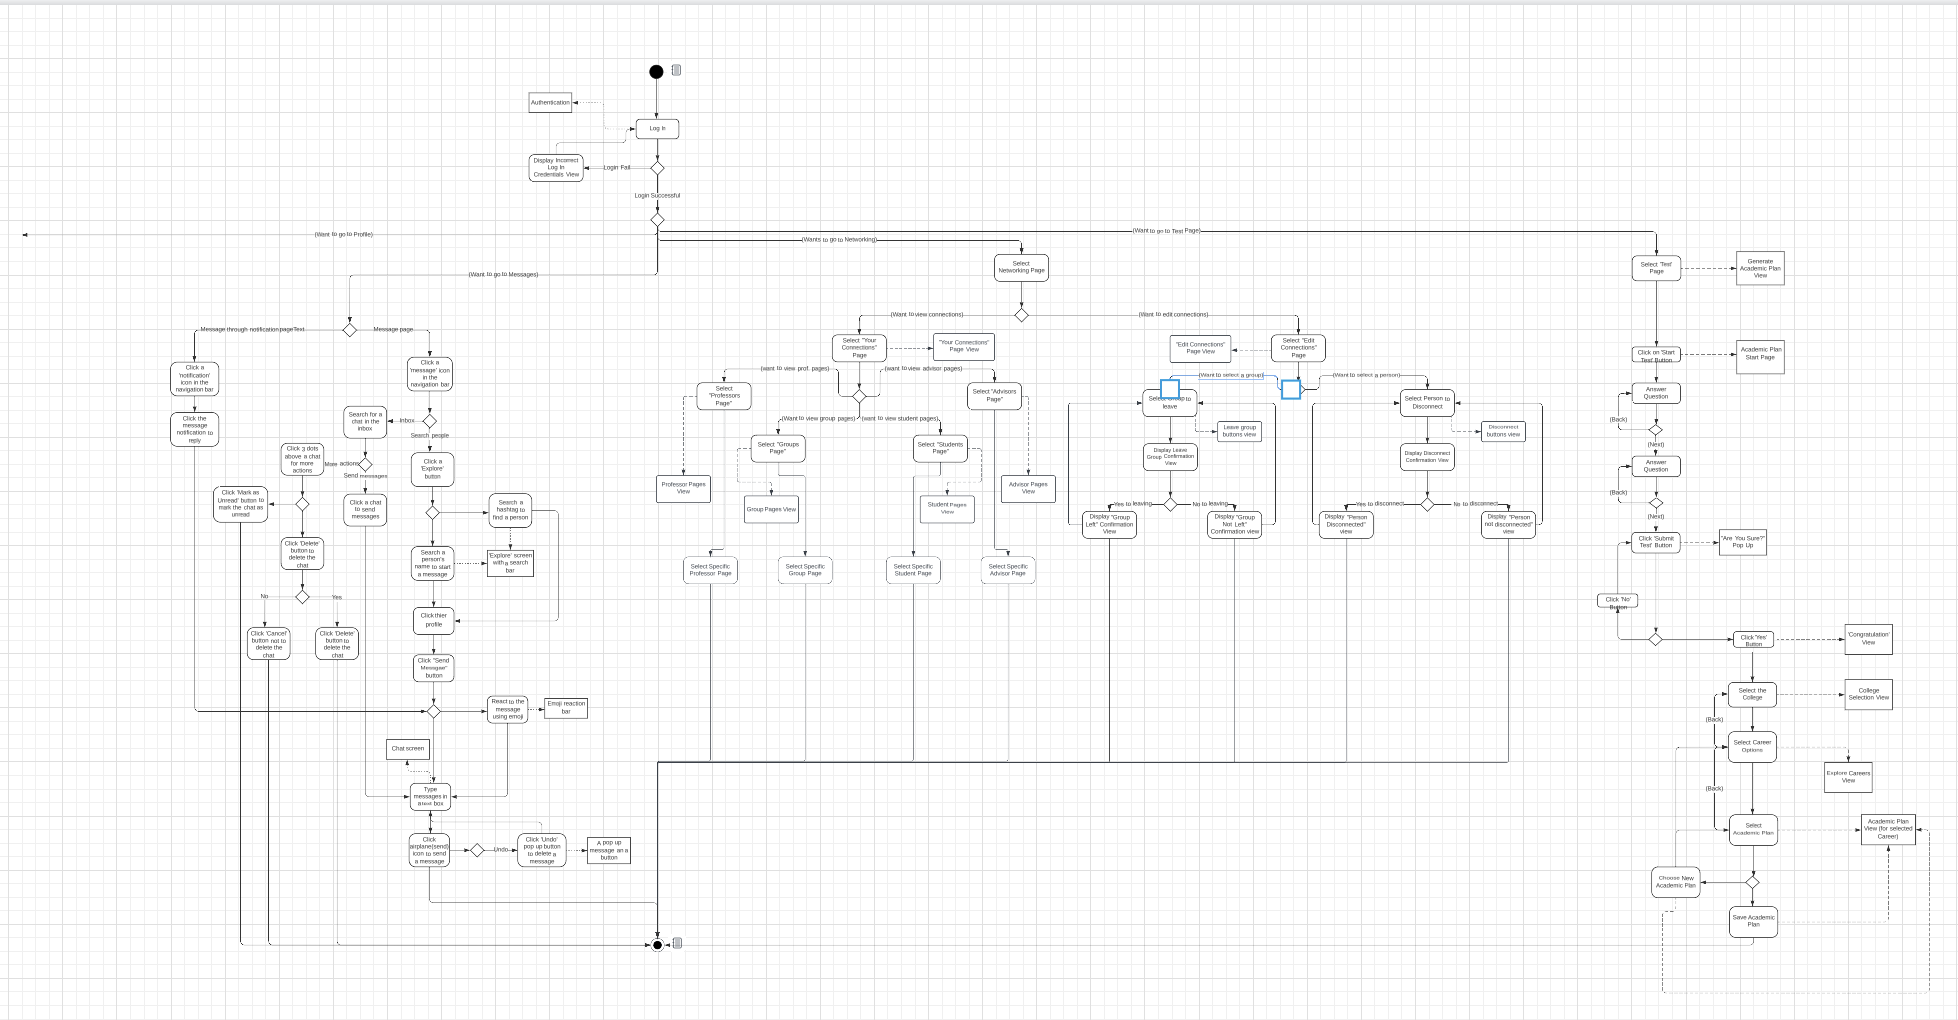 Authentication
Log In
Display Incorrect
Log In
Credentials View
Login Fail
Login Successful
(Want to go to Profile)
(Want to go to Test Page)
(Wants to go to Networking)
(Want to go to Messages)
Select
Networking Page
Select 'Test'
Page
Generate
Academic Plan
View
Message through notification pageText
Message page
(Want to view connections)
(Want to edit connections)
Click a
'notification'
icon in the
navigation bar
Click a
'message' icon
in the
navigation bar
Select "Your
Connections"
Page
"Your Connections"
Page View
"Edit Connections"
Page View
Select "Edit
Connections"
Page
Click on 'Start
Test' Button
Academic Plan
Start Page
(want to view prof. pages)
(want to view advisor pages)
(Want to select a group)
(Want to select a person)
Select
"Professors
Page"
Select "Advisors
Page"
Select Group to
leave
Select Person to
Disconnect
Answer
Question
Click the
message
notification to
reply
Search for a
chat in the
inbox
Inbox
Search people
(Want to view group pages)
(want to view student pages)
Leave group
buttons view
Disconnect
buttons view
(Back)
(Next)
Select "Groups
Page"
Select "Students
Page"
Display Leave
Group Confirmation
View
Display Disconnect
Confirmation View
Click 3 dots
above a chat
for more
actions
More actions
Send messages
Click a
'Explore'
button
Answer
Question
(Back)
(Next)
Click 'Mark as
Unread' button to
mark the chat as
unread
Click a chat
to send
messages
Search a
hashtag to
find a person
Professor Pages
View
Group Pages View
Student Pages
View
Advisor Pages
View
Yes to leaving
No to leaving
Yes to disconnect
No to disconnect
Display "Group
Left" Confirmation
View
Display "Group
Not Left"
Confirmation view
Display "Person
Disconnected"
view
Display "Person
not disconnected"
view
Click 'Submit
Test' Button
"Are You Sure?"
Pop Up
Click 'Delete'
button to
delete the
chat
Search a
person's
name to start
a message
'Explore' screen
with a search
bar
Select Specific
Professor Page
Select Specific
Group Page
Select Specific
Student Page
Select Specific
Advisor Page
No
Yes
Click 'No'
Button
Click thier
profile
Click 'Cancel'
button not to
delete the
chat
Click 'Delete'
button to
delete the
chat
Click 'Yes'
Button
'Congratulation'
View
Click "Send
Message"
button
Select the
College
College
Selection View
React to the
message
using emoji
Emoji reaction
bar
(Back)
Chat screen
Select Career
Options
Explore Careers
View
Type
messages in
a text box
(Back)
Select
Academic Plan
Academic Plan
View (for selected
Career)
Click
airplane(send)
icon to send
a message
Undo
Click 'Undo'
pop up button
to delete a
message
A pop up
message on a
button
Choose New
Academic Plan
Save Academic
Plan